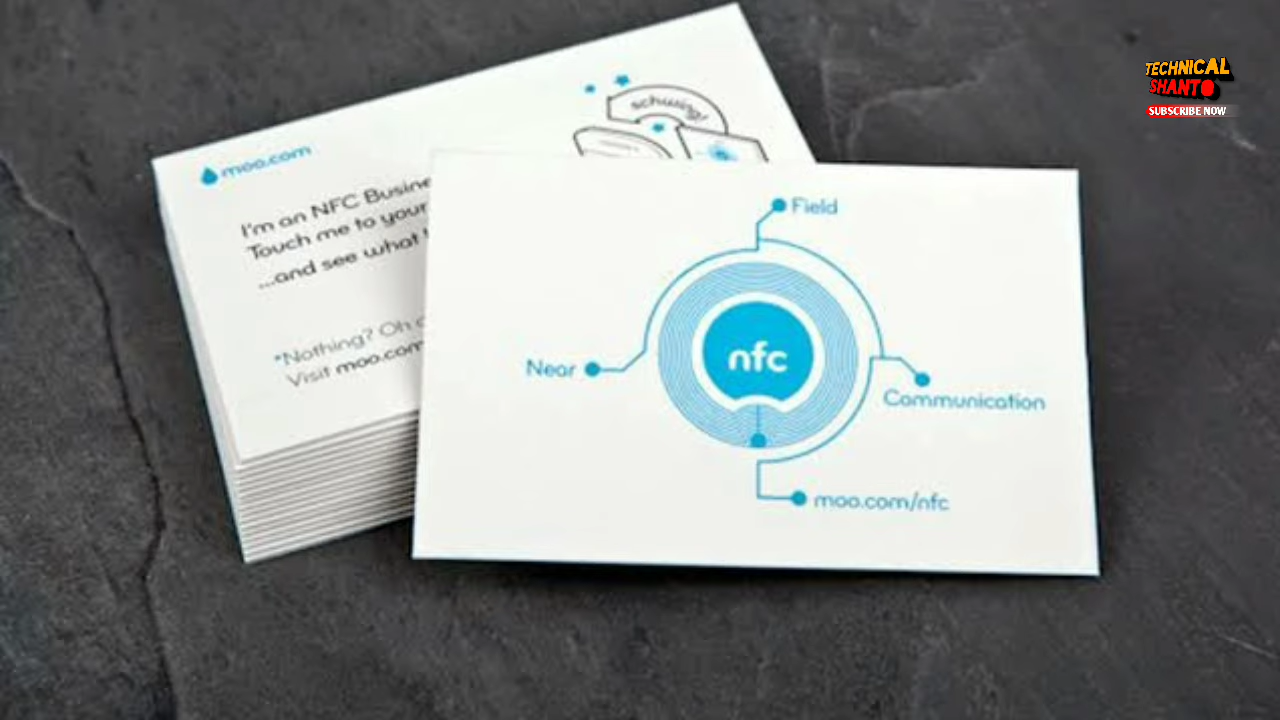 TECHNICAL
SHANTO
SUBSCRIBE NOW
schwing!
moo.com
I'm an NFC Busine
Touch me to your
...and see what
*Nothing? Oh
Visit moo.com
Field
Near
nfc
Communication
moo.com/nfc